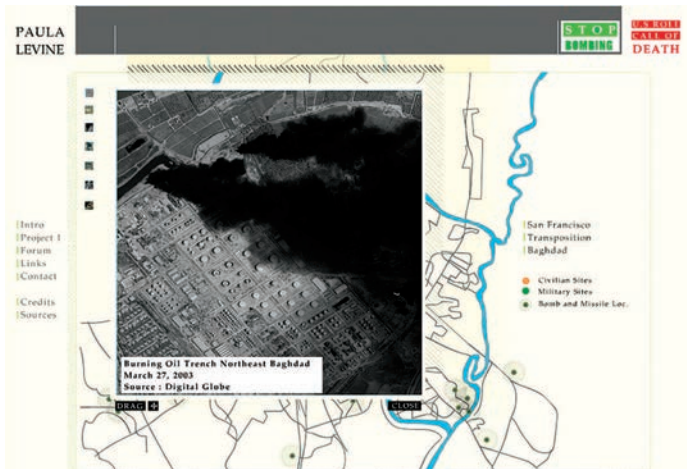 PAULA
LEVINE
STOP
BOMBING
U.S ROLL
CALL OF
DEATH
Intro
Project 1
Forum
Links
Contact
Credits
Sources
San Francisco
Transposition
Baghdad
Civilian Sites
Military Sites
Bomb and Missile Loc.
Burning Oil Trench Northeast Baghdad
March 27, 2003
Source : Digital Globe
DRAG
CLOSE